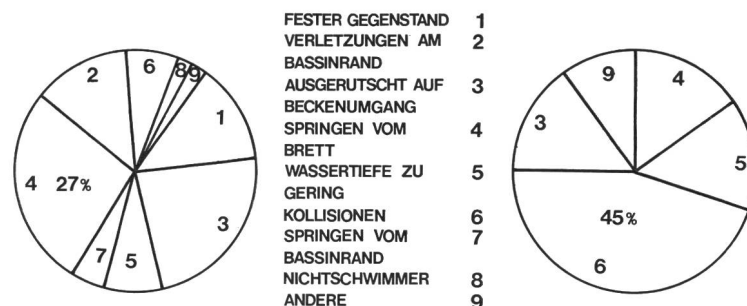 FESTER GEGENSTAND 1
VERLETZUNGEN AM 2
BASSINRAND
AUSGERUTSCHT AUF 3
BECKENUMGANG
SPRINGEN VOM 4
BRETT
WASSERTIEFE ZU 5
GERING
KOLLISIONEN 6
SPRINGEN VOM 7
BASSINRAND
NICHTSCHWIMMER 8
ANDERE 9
2 6 8 9
1
4 27%
3
7 5
9 4
3
5
45%
6